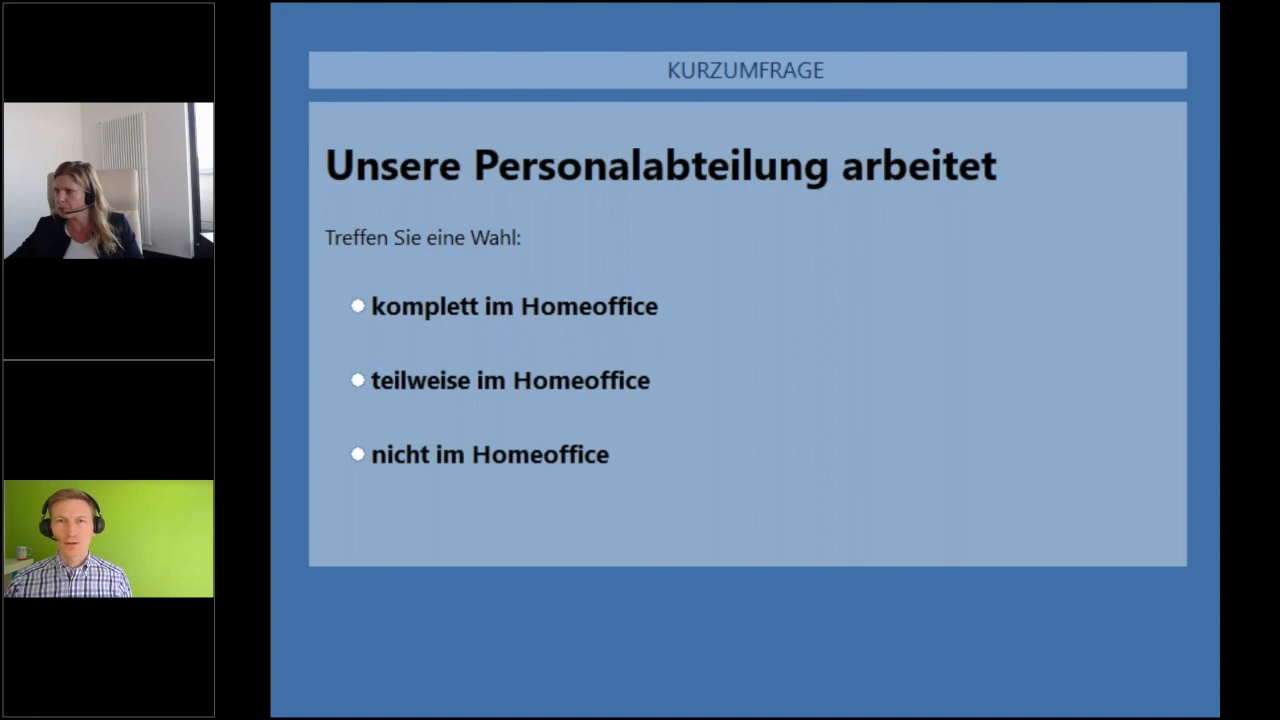 KURZUMFRAGE
Unsere Personalabteilung arbeitet
Treffen Sie eine Wahl:
komplett im Homeoffice
teilweise im Homeoffice
nicht im Homeoffice